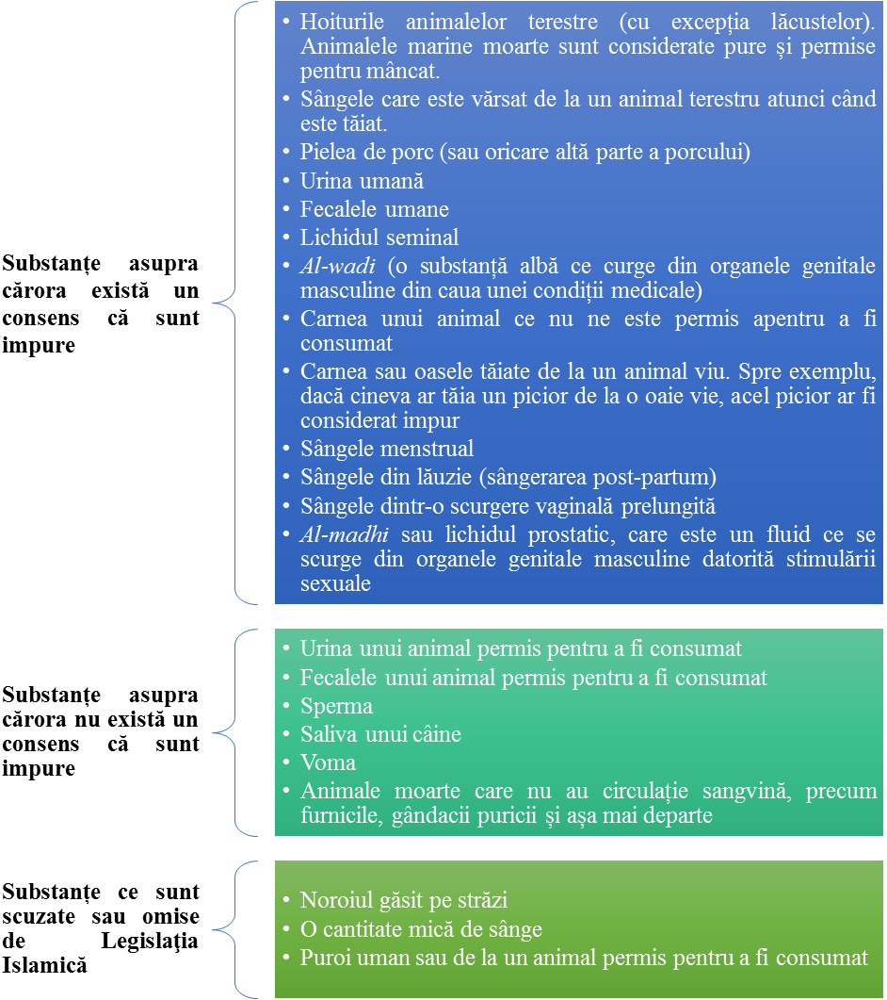 Substanțe asupra
cărora există un
consens că sunt
impure
• Hoiturile animalelor terestre (cu excepția lăcustelor).
Animalele marine moarte sunt considerate pure și permise
pentru mâncat.
• Sângele care este vărsat de la un animal terestru atunci când
este tăiat.
• Pielea de porc (sau oricare altă parte a porcului)
• Urina umană
• Fecalele umane
• Lichidul seminal
• Al-wadi (o substanță albă ce curge din organele genitale
masculine din caua unei condiții medicale)
• Carnea unui animal ce nu ne este permis apentru a fi
consumat
• Carnea sau oasele tăiate de la un animal viu. Spre exemplu,
dacă cineva ar tăia un picior de la o oaie vie, acel picior ar fi
considerat impur
• Sângele menstrual
• Sângele din lăuzie (sângerarea post-partum)
• Sângele dintr-o scurgere vaginală prelungită
• Al-madhi sau lichidul prostatic, care este un fluid ce se
scurge din organele genitale masculine datorită stimulării
sexuale
Substanțe asupra
cărora nu există un
consens că sunt
impure
• Urina unui animal permis pentru a fi consumat
• Fecalele unui animal permis pentru a fi consumat
• Sperma
• Saliva unui câine
• Voma
• Animale moarte care nu au circulație sangvină, precum
furnicile, gândacii puricii și așa mai departe
Substanțe ce sunt
scuzate sau omise
de Legislaţia
Islamică
• Noroiul găsit pe străzi
• O cantitate mică de sânge
• Puroi uman sau de la un animal permis pentru a fi consumat